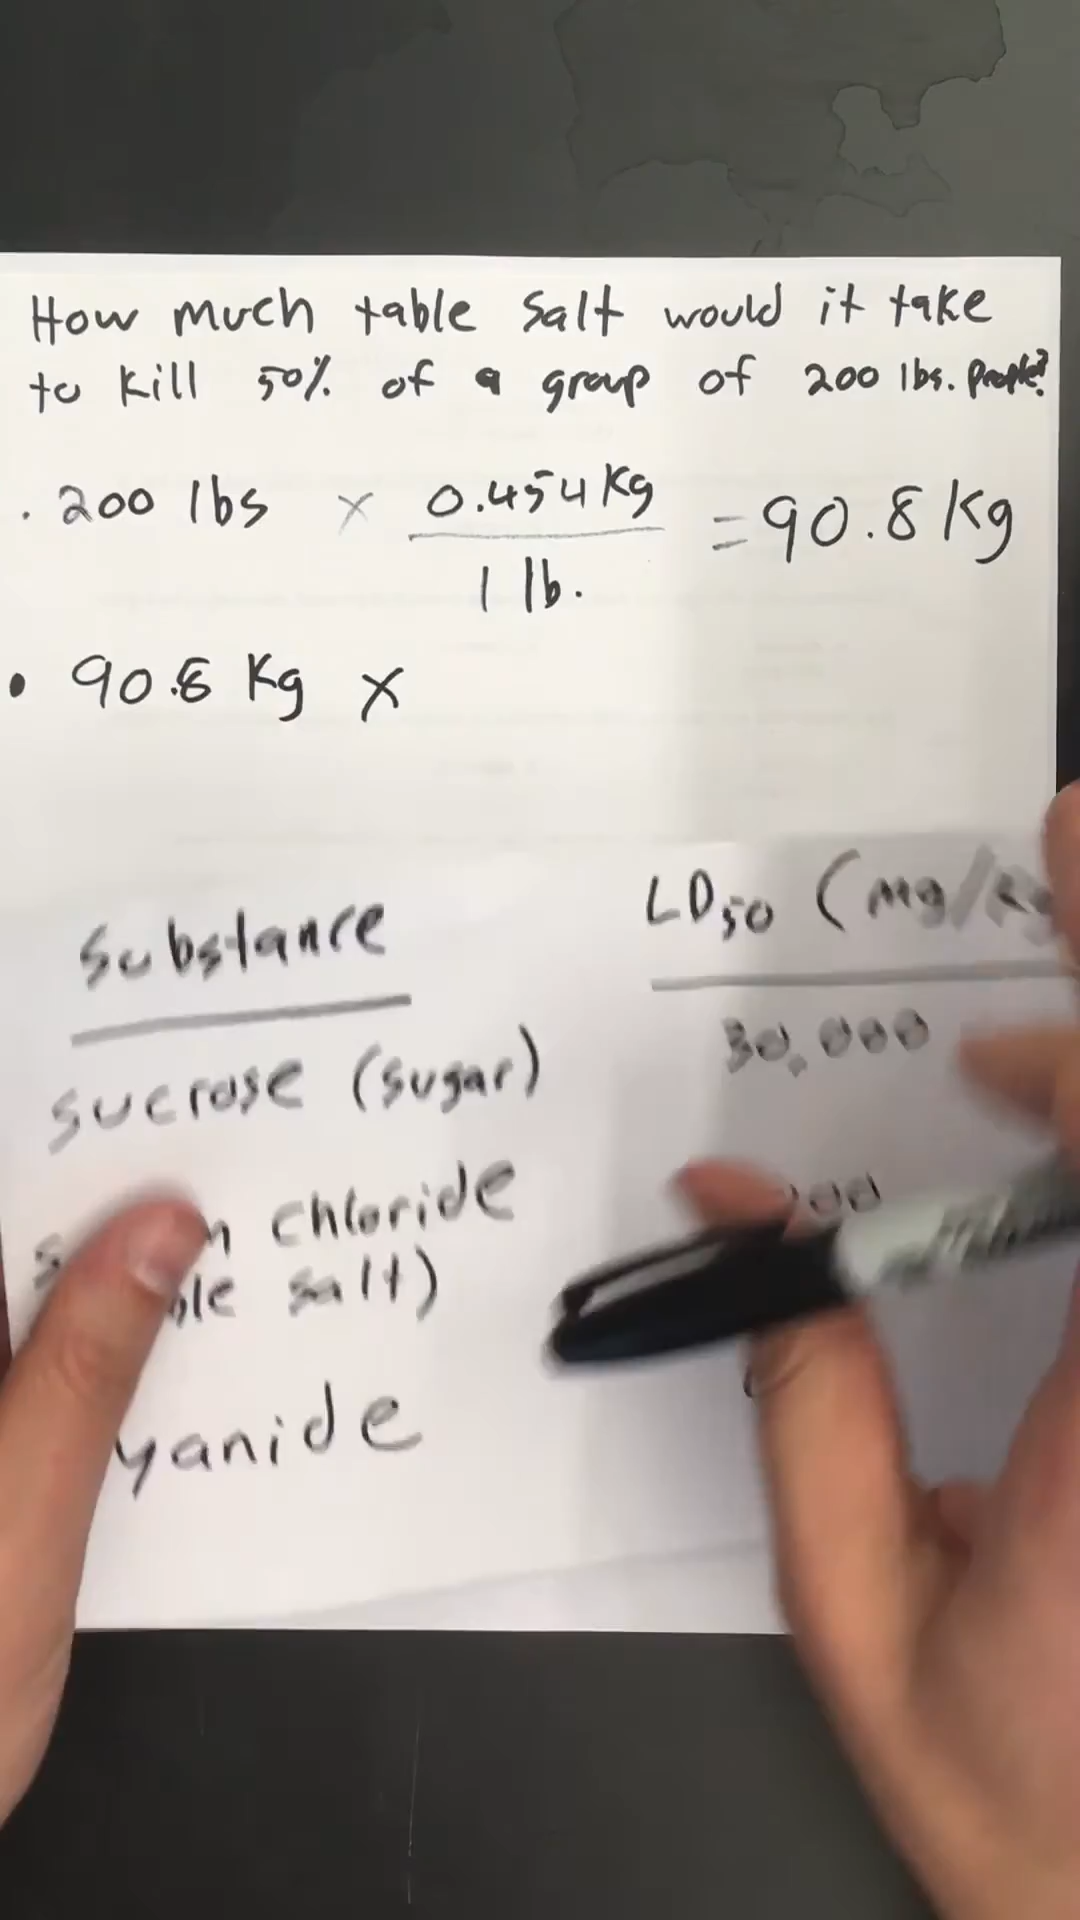 How much table salt would it take
to kill 50% of a group of 200 lbs. People?
. 200 lbs x 0.454 Kg = 90.8 Kg
1 lb.
• 90.8 Kg x
Substance LD50 (mg/Kg
sucrose (sugar) 30,000
chloride
salt)
yanide